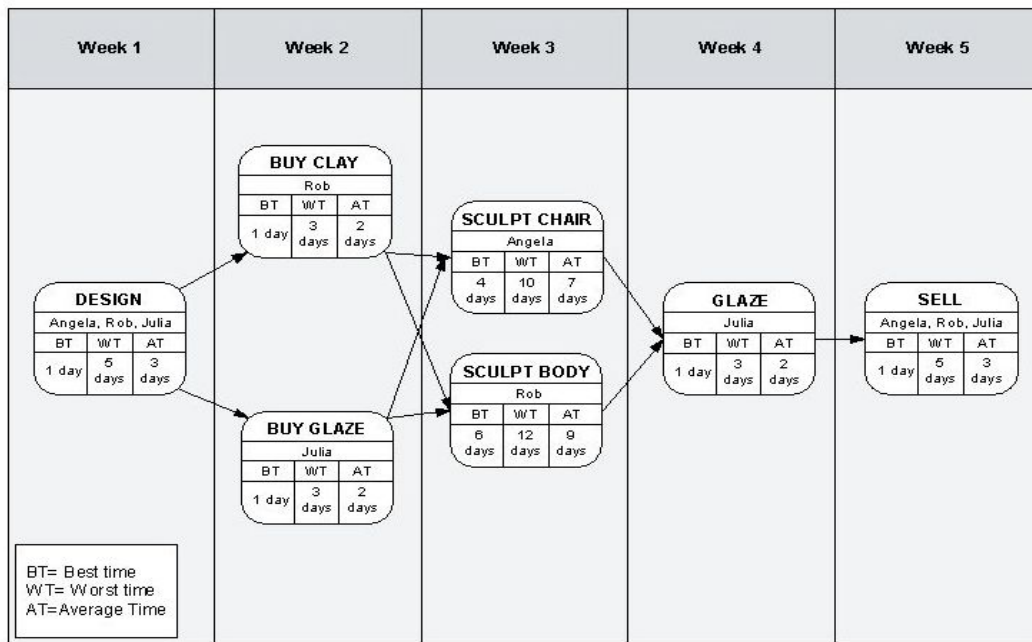 Week 1
Week 2
Week 3
Week 4
Week 5
DESIGN
Angela, Rob, Julia
BT WT AT
1 day 5 days 3 days
BUY CLAY
Rob
BT WT AT
1 day 3 days 2 days
BUY GLAZE
Julia
BT WT AT
1 day 3 days 2 days
SCULPT CHAIR
Angela
BT WT AT
4 days 10 days 7 days
SCULPT BODY
Rob
BT WT AT
6 days 12 days 9 days
GLAZE
Julia
BT WT AT
1 day 3 days 2 days
SELL
Angela, Rob, Julia
BT WT AT
1 day 5 days 3 days
BT= Best time
WT= Worst time
AT=Average Time